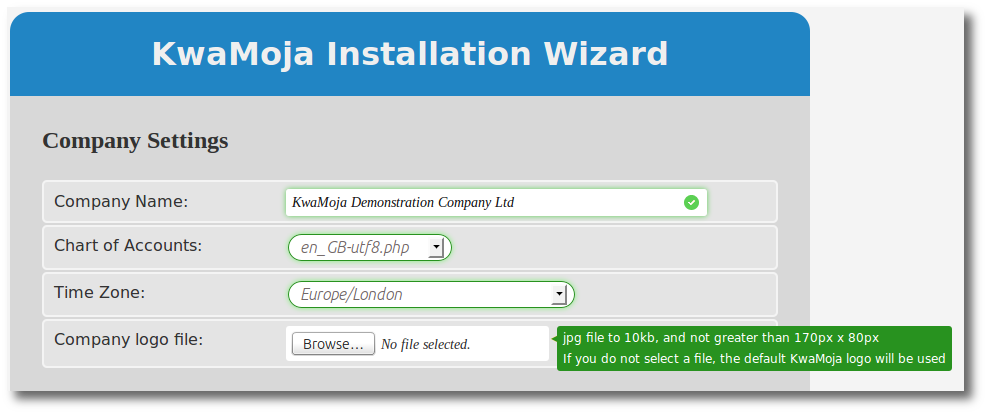 KwaMoja Installation Wizard
Company Settings
Company Name: KwaMoja Demonstration Company Ltd
Chart of Accounts: en_GB-utf8.php
Time Zone: Europe/London
Company logo file: Browse... No file selected.
jpg file to 10kb, and not greater than 170px x 80px
If you do not select a file, the default KwaMoja logo will be used